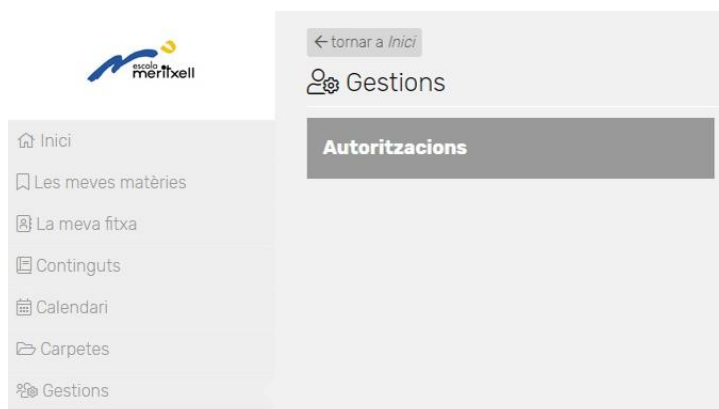 escola
meritxell
Inici
Les meves matèries
La meva fitxa
Continguts
Calendari
Carpetes
Gestions
← tornar a Inici
Gestions
Autoritzacions